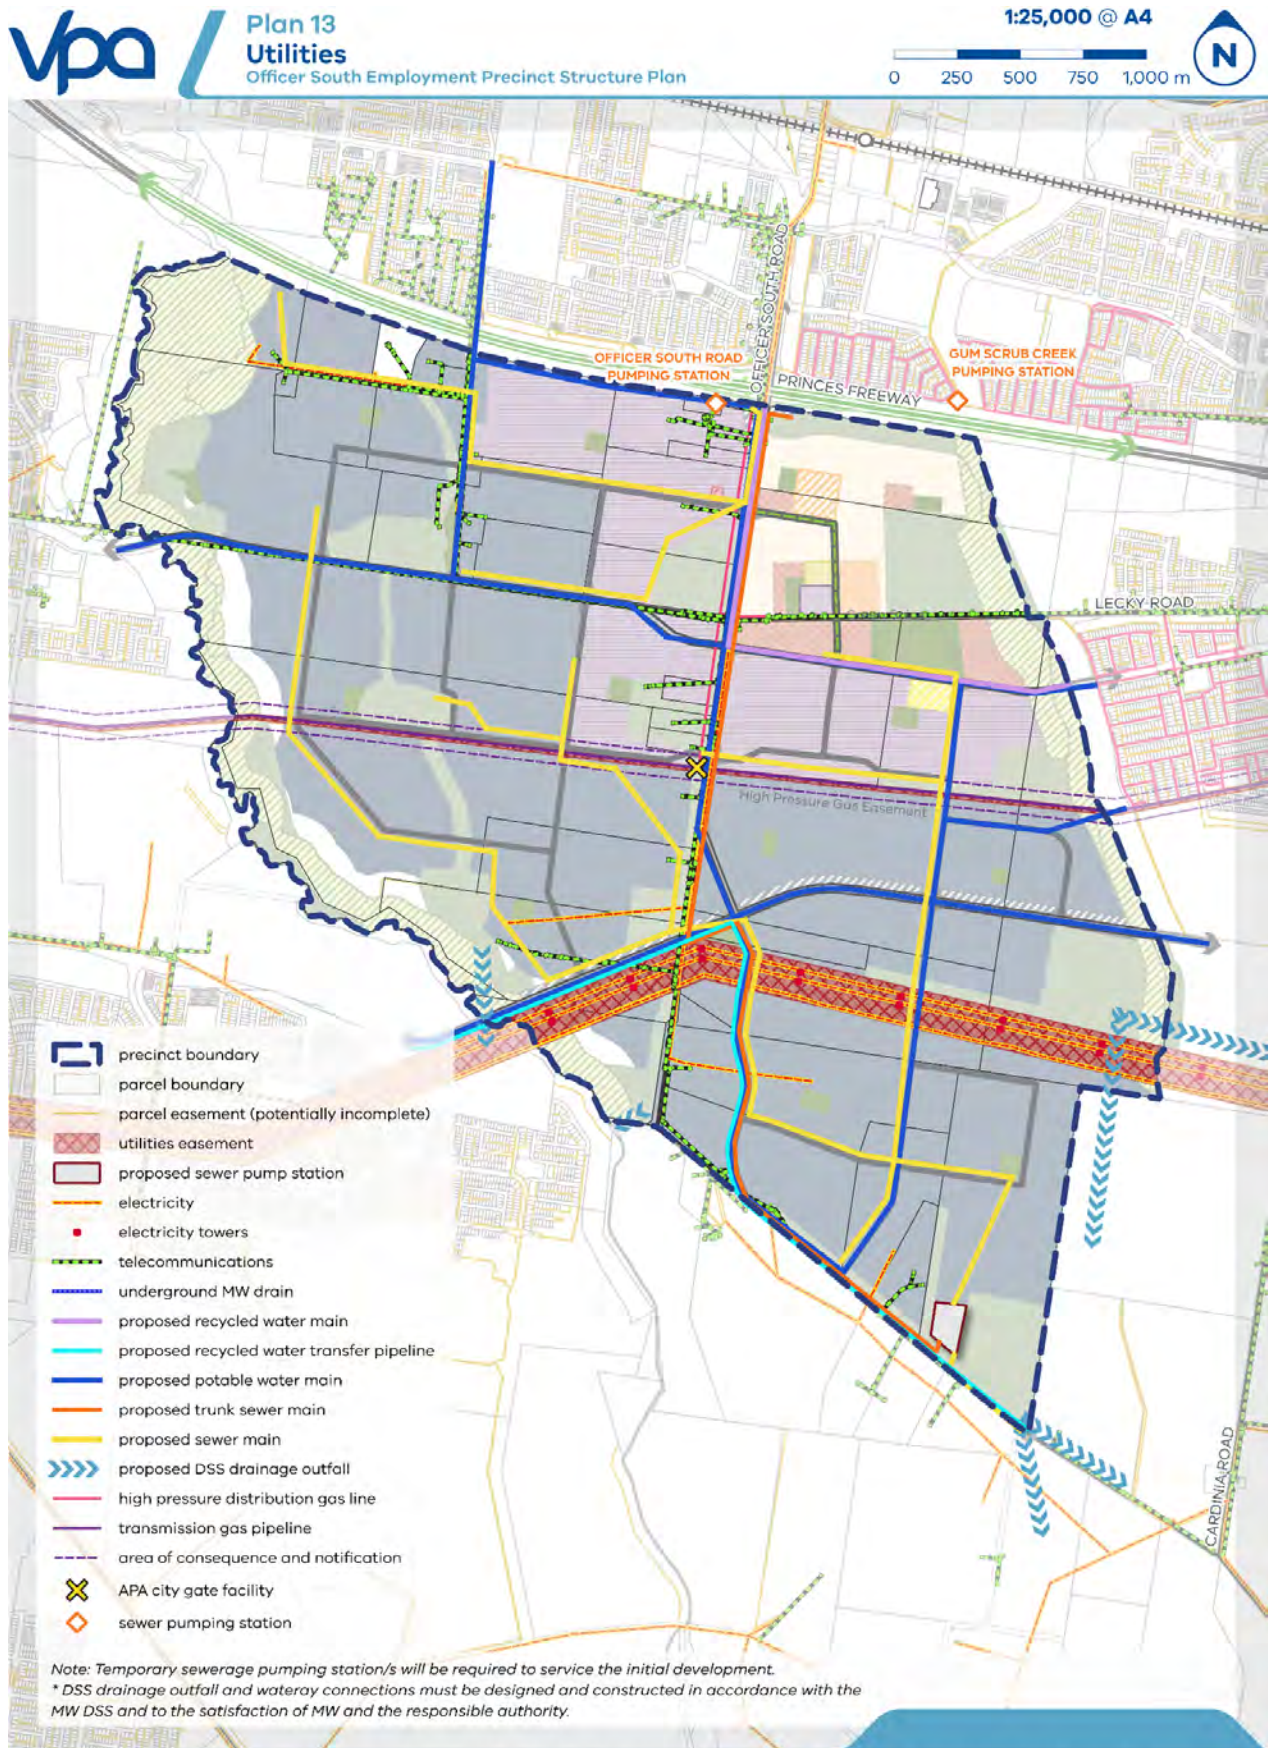 vpa
Plan 13
Utilities
Officer South Employment Precinct Structure Plan
1:25,000 @ A4
0 250 500 750 1,000 m
N
OFFICER SOUTH ROAD
OFFICER SOUTH ROAD
PUMPING STATION
GUM SCRUB CREEK
PUMPING STATION
PRINCES FREEWAY
LECKY ROAD
High Pressure Gas Easement
CARDINIA ROAD
precinct boundary
parcel boundary
parcel easement (potentially incomplete)
utilities easement
proposed sewer pump station
electricity
electricity towers
telecommunications
underground MW drain
proposed recycled water main
proposed recycled water transfer pipeline
proposed potable water main
proposed trunk sewer main
proposed sewer main
proposed DSS drainage outfall
high pressure distribution gas line
transmission gas pipeline
area of consequence and notification
APA city gate facility
sewer pumping station
Note: Temporary sewerage pumping station/s will be required to service the initial development.
* DSS drainage outfall and wateray connections must be designed and constructed in accordance with the
MW DSS and to the satisfaction of MW and the responsible authority.